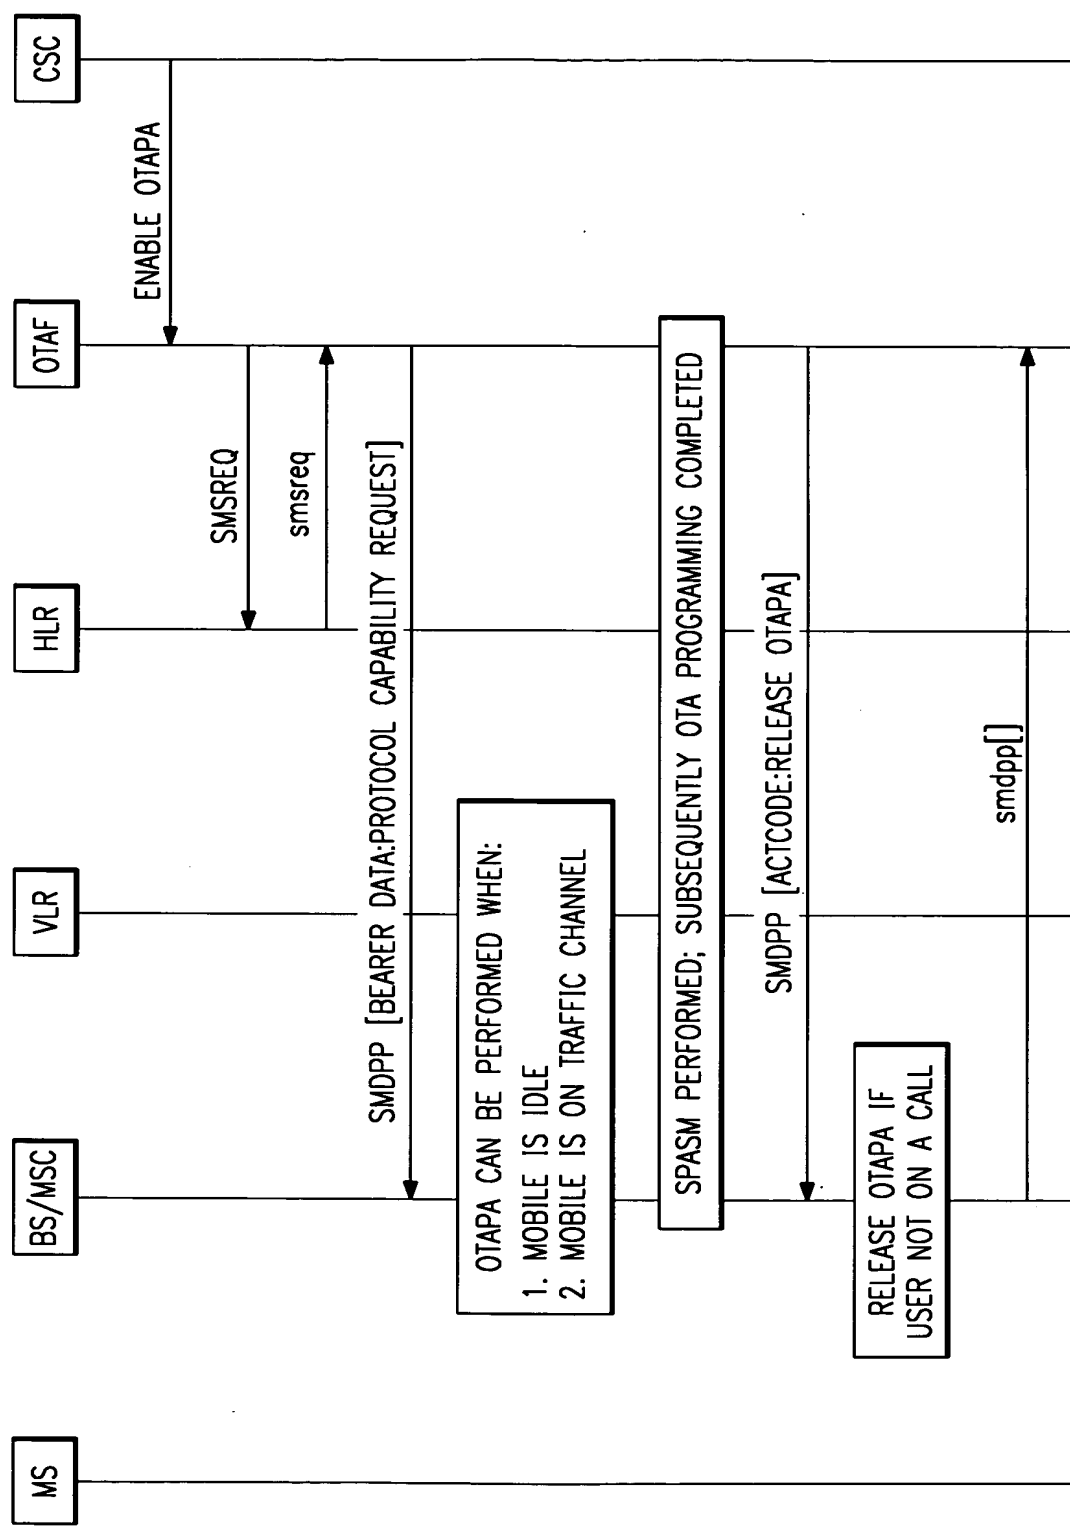 MS
BS/MSC
VLR
HLR
OTAF
CSC
ENABLE OTAPA
SMSREQ
smsreq
SMDPP [BEARER DATA:PROTOCOL CAPABILITY REQUEST]
OTAPA CAN BE PERFORMED WHEN:
1. MOBILE IS IDLE
2. MOBILE IS ON TRAFFIC CHANNEL
SPASM PERFORMED; SUBSEQUENTLY OTA PROGRAMMING COMPLETED
SMDPP [ACTCODE:RELEASE OTAPA]
RELEASE OTAPA IF
USER NOT ON A CALL
smdpp[]